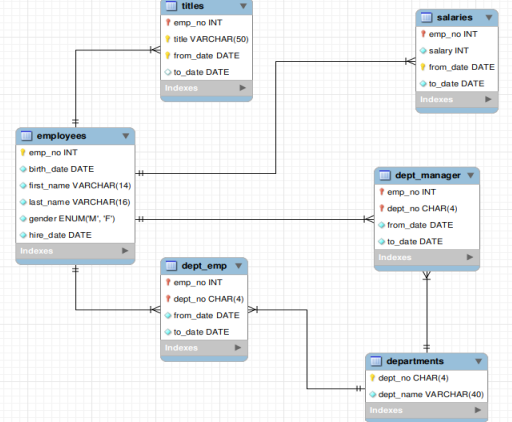 titles
emp_no INT
title VARCHAR(50)
from_date DATE
to_date DATE
Indexes
salaries
emp_no INT
salary INT
from_date DATE
to_date DATE
Indexes
employees
emp_no INT
birth_date DATE
first_name VARCHAR(14)
last_name VARCHAR(16)
gender ENUM('M', 'F')
hire_date DATE
Indexes
dept_manager
emp_no INT
dept_no CHAR(4)
from_date DATE
to_date DATE
Indexes
dept_emp
emp_no INT
dept_no CHAR(4)
from_date DATE
to_date DATE
Indexes
departments
dept_no CHAR(4)
dept_name VARCHAR(40)
Indexes